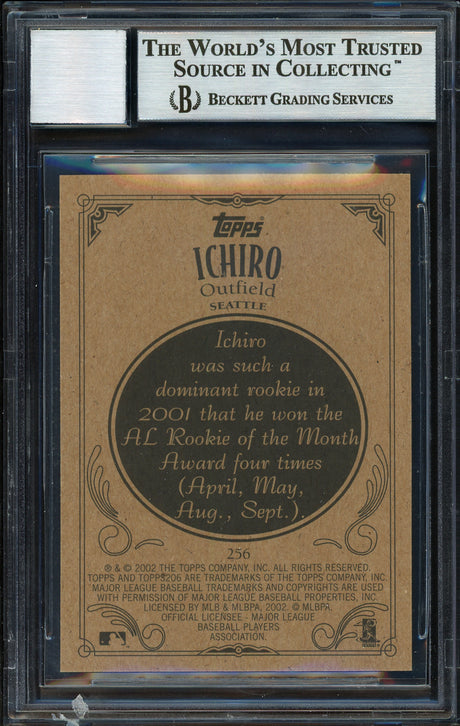 THE WORLD'S MOST TRUSTED
SOURCE IN COLLECTING™
B BECKETT GRADING SERVICES
Topps
ICHIRO
Outfield
SEATTLE
Ichiro
was such a
dominant rookie in
2001 that he won the
AL Rookie of the Month
Award four times
(April, May,
Aug., Sept.).
256
® & © 2002 THE TOPPS COMPANY, INC. ALL RIGHTS RESERVED.
TOPPS AND TOPPS206 ARE TRADEMARKS OF THE TOPPS COMPANY, INC.
MAJOR LEAGUE BASEBALL TRADEMARKS AND COPYRIGHTS ARE USED
WITH PERMISSION OF MAJOR LEAGUE BASEBALL PROPERTIES, INC.
LICENSED BY MLB & MLBPA, 2002. © MLBPA,
OFFICIAL LICENSEE - MAJOR LEAGUE
BASEBALL PLAYERS
ASSOCIATION.